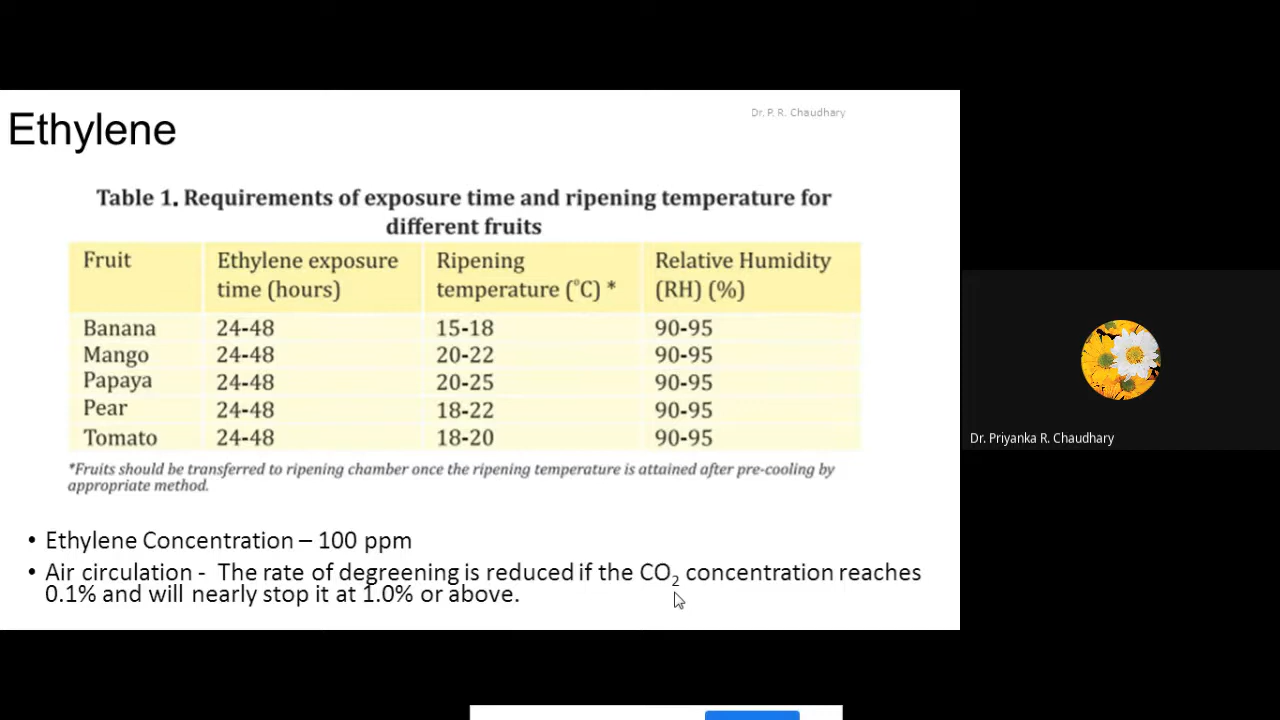 Dr. P. R. Chaudhary
Ethylene
Table 1. Requirements of exposure time and ripening temperature for
different fruits
Fruit Ethylene exposure time (hours) Ripening temperature (°C) * Relative Humidity (RH) (%)
Banana 24-48 15-18 90-95
Mango 24-48 20-22 90-95
Papaya 24-48 20-25 90-95
Pear 24-48 18-22 90-95
Tomato 24-48 18-20 90-95
*Fruits should be transferred to ripening chamber once the ripening temperature is attained after pre-cooling by
appropriate method.
• Ethylene Concentration – 100 ppm
• Air circulation - The rate of degreening is reduced if the CO₂ concentration reaches
0.1% and will nearly stop it at 1.0% or above.
Dr. Priyanka R. Chaudhary